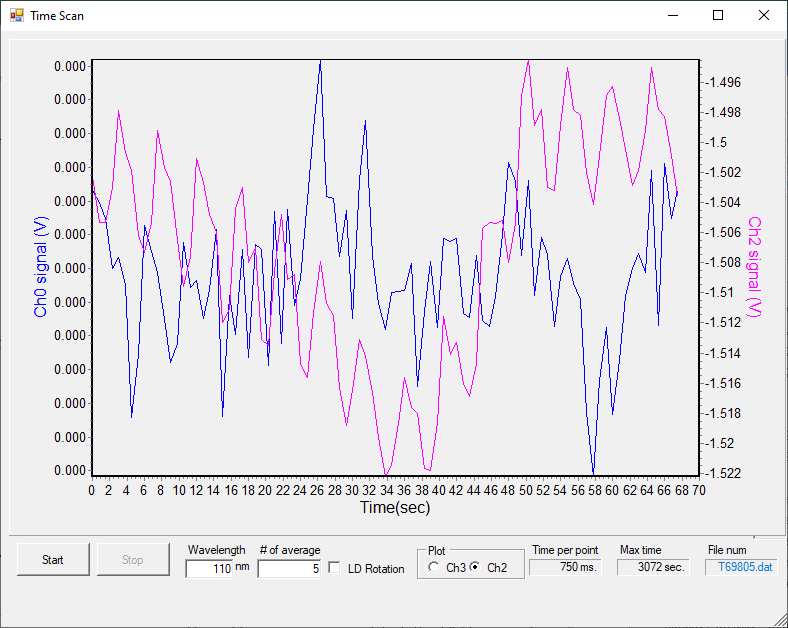 Time Scan
0.000
0.000
0.000
0.000
0.000
0.000
0.000
0.000
0.000
0.000
0.000
0.000
0.000
Ch0 signal (V)
-1.496
-1.498
-1.5
-1.502
-1.504
-1.506
-1.508
-1.51
-1.512
-1.514
-1.516
-1.518
-1.52
-1.522
Ch2 signal (V)
0 2 4 6 8 10 12 14 16 18 20 22 24 26 28 30 32 34 36 38 40 42 44 46 48 50 52 54 56 58 60 62 64 66 68 70
Time(sec)
Start
Stop
Wavelength
110 nm
# of average
5
LD Rotation
Plot
Ch3 Ch2
Time per point
750 ms.
Max time
3072 sec.
File num
T69805.dat